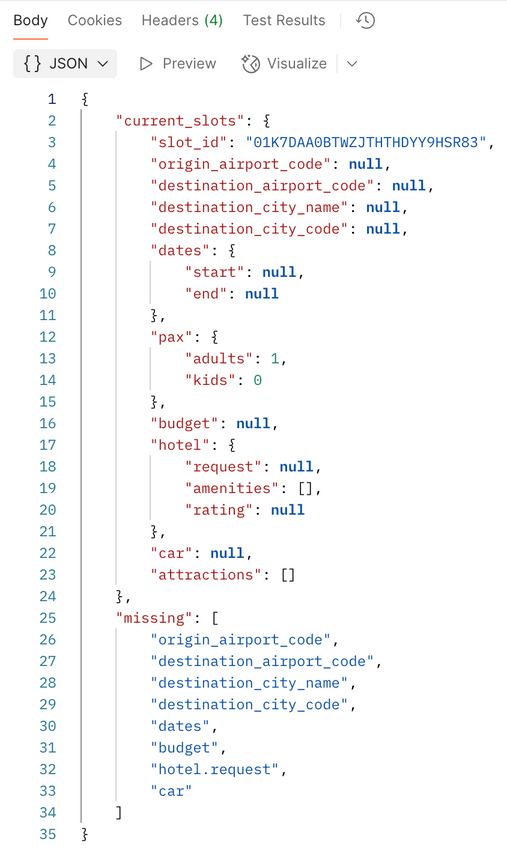 Body Cookies Headers (4) Test Results
{} JSON Preview Visualize
1 {
2 "current_slots": {
3 "slot_id": "01K7DAA0BTWZJTHTHDYY9HSR83",
4 "origin_airport_code": null,
5 "destination_airport_code": null,
6 "destination_city_name": null,
7 "destination_city_code": null,
8 "dates": {
9 "start": null,
10 "end": null
11 },
12 "pax": {
13 "adults": 1,
14 "kids": 0
15 },
16 "budget": null,
17 "hotel": {
18 "request": null,
19 "amenities": [],
20 "rating": null
21 },
22 "car": null,
23 "attractions": []
24 },
25 "missing": [
26 "origin_airport_code",
27 "destination_airport_code",
28 "destination_city_name",
29 "destination_city_code",
30 "dates",
31 "budget",
32 "hotel.request",
33 "car"
34 ]
35 }